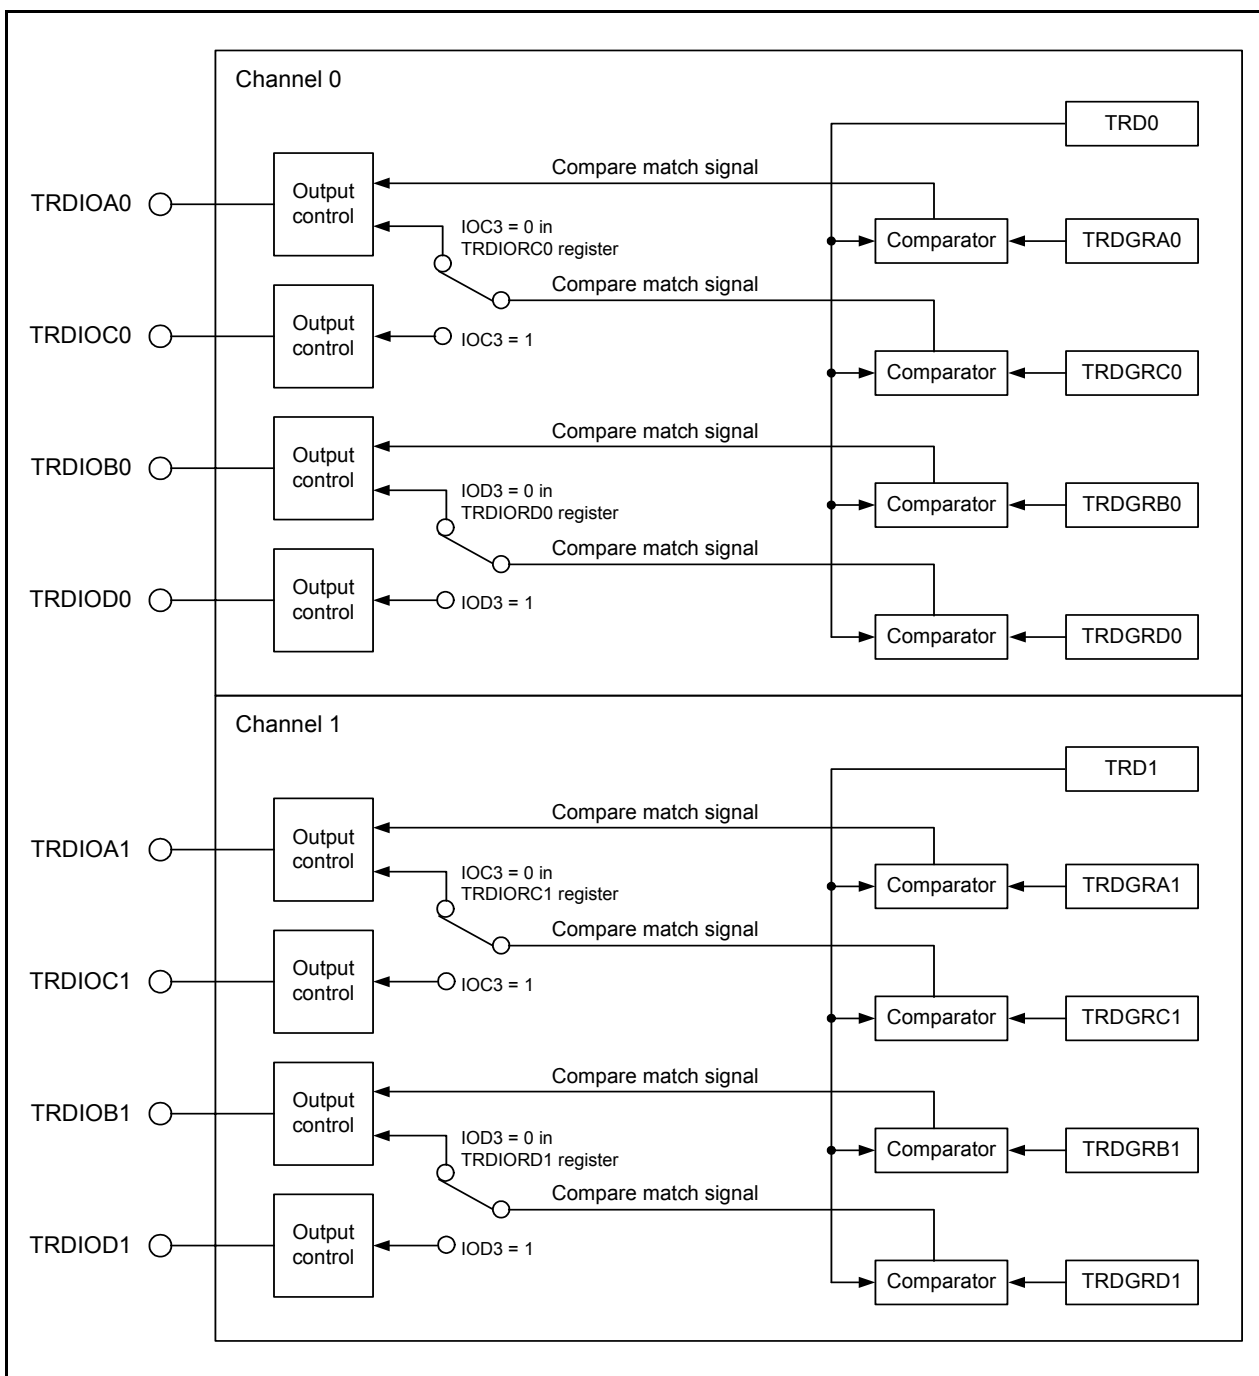 Channel 0
TRD0
Compare match signal
TRDIOA0
Output
control
IOC3 = 0 in
TRDIORC0 register
Comparator
TRDGRA0
Compare match signal
TRDIOC0
Output
control
IOC3 = 1
Comparator
TRDGRC0
Compare match signal
TRDIOB0
Output
control
IOD3 = 0 in
TRDIORD0 register
Comparator
TRDGRB0
Compare match signal
TRDIOD0
Output
control
IOD3 = 1
Comparator
TRDGRD0
Channel 1
TRD1
Compare match signal
TRDIOA1
Output
control
IOC3 = 0 in
TRDIORC1 register
Comparator
TRDGRA1
Compare match signal
TRDIOC1
Output
control
IOC3 = 1
Comparator
TRDGRC1
Compare match signal
TRDIOB1
Output
control
IOD3 = 0 in
TRDIORD1 register
Comparator
TRDGRB1
Compare match signal
TRDIOD1
Output
control
IOD3 = 1
Comparator
TRDGRD1